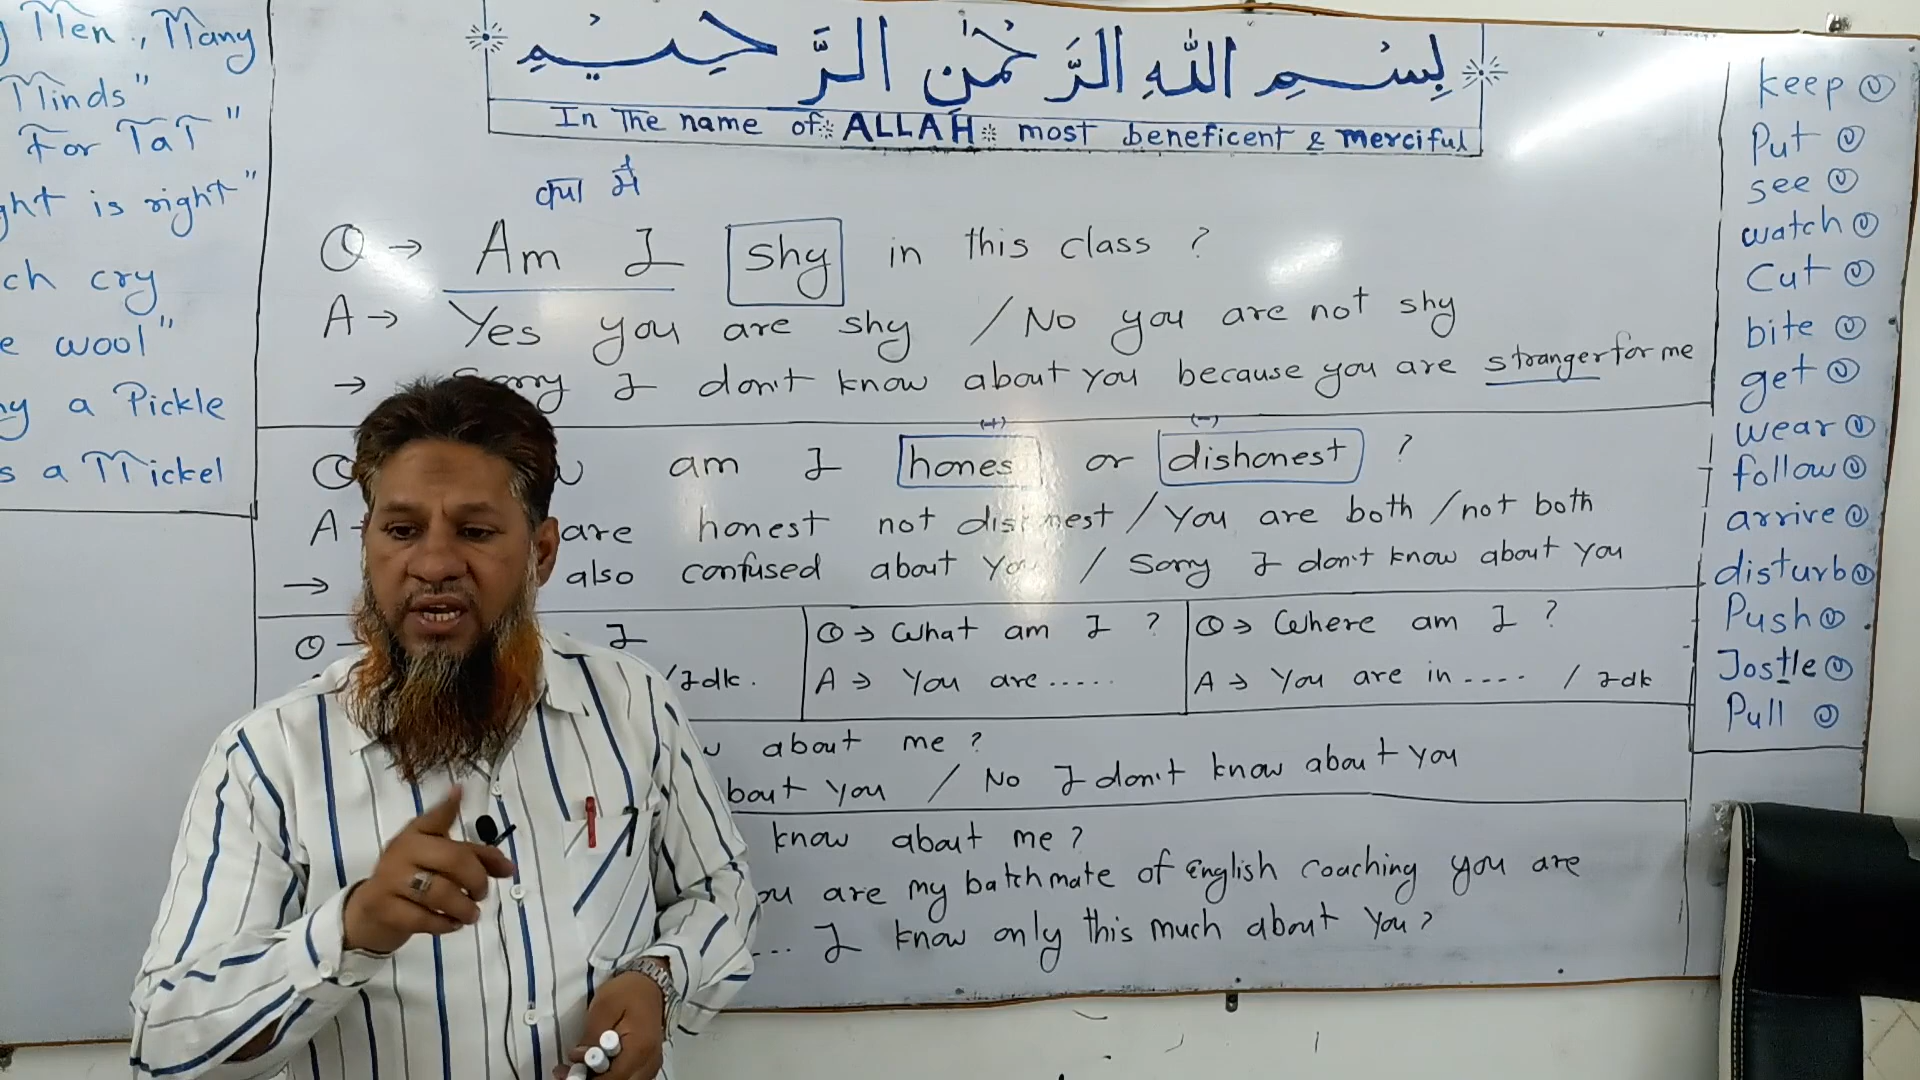 Men, Many
Minds"
For TaT"
ght is right"
ch cry
e wool"
ny a Pickle
s a Mickel
بِسْمِ اللّٰهِ الرَّحْمٰنِ الرَّحِيْمِ
In The name of ALLAH most beneficent & merciful
क्या मैं
Q → Am I shy in this class ?
A → Yes you are shy / No you are not shy
→ Sorry I don't know about you because you are stranger for me
(+) (-)
am I hones or dishonest ?
A are honest not dishonest / You are both / not both
→ also confused about You / Sorry I don't know about you
Q I
/Idk.
Q → What am I ?
A → You are .....
Q → Where am I ?
A → You are in .... / Idk
about me ?
bout you / No I don't know about you
know about me ?
ou are my batchmate of English coaching you are
... I know only this much about you ?
keep
Put
see
watch
Cut
bite
get
wear
follow
arrive
disturb
Push
Jostle
Pull